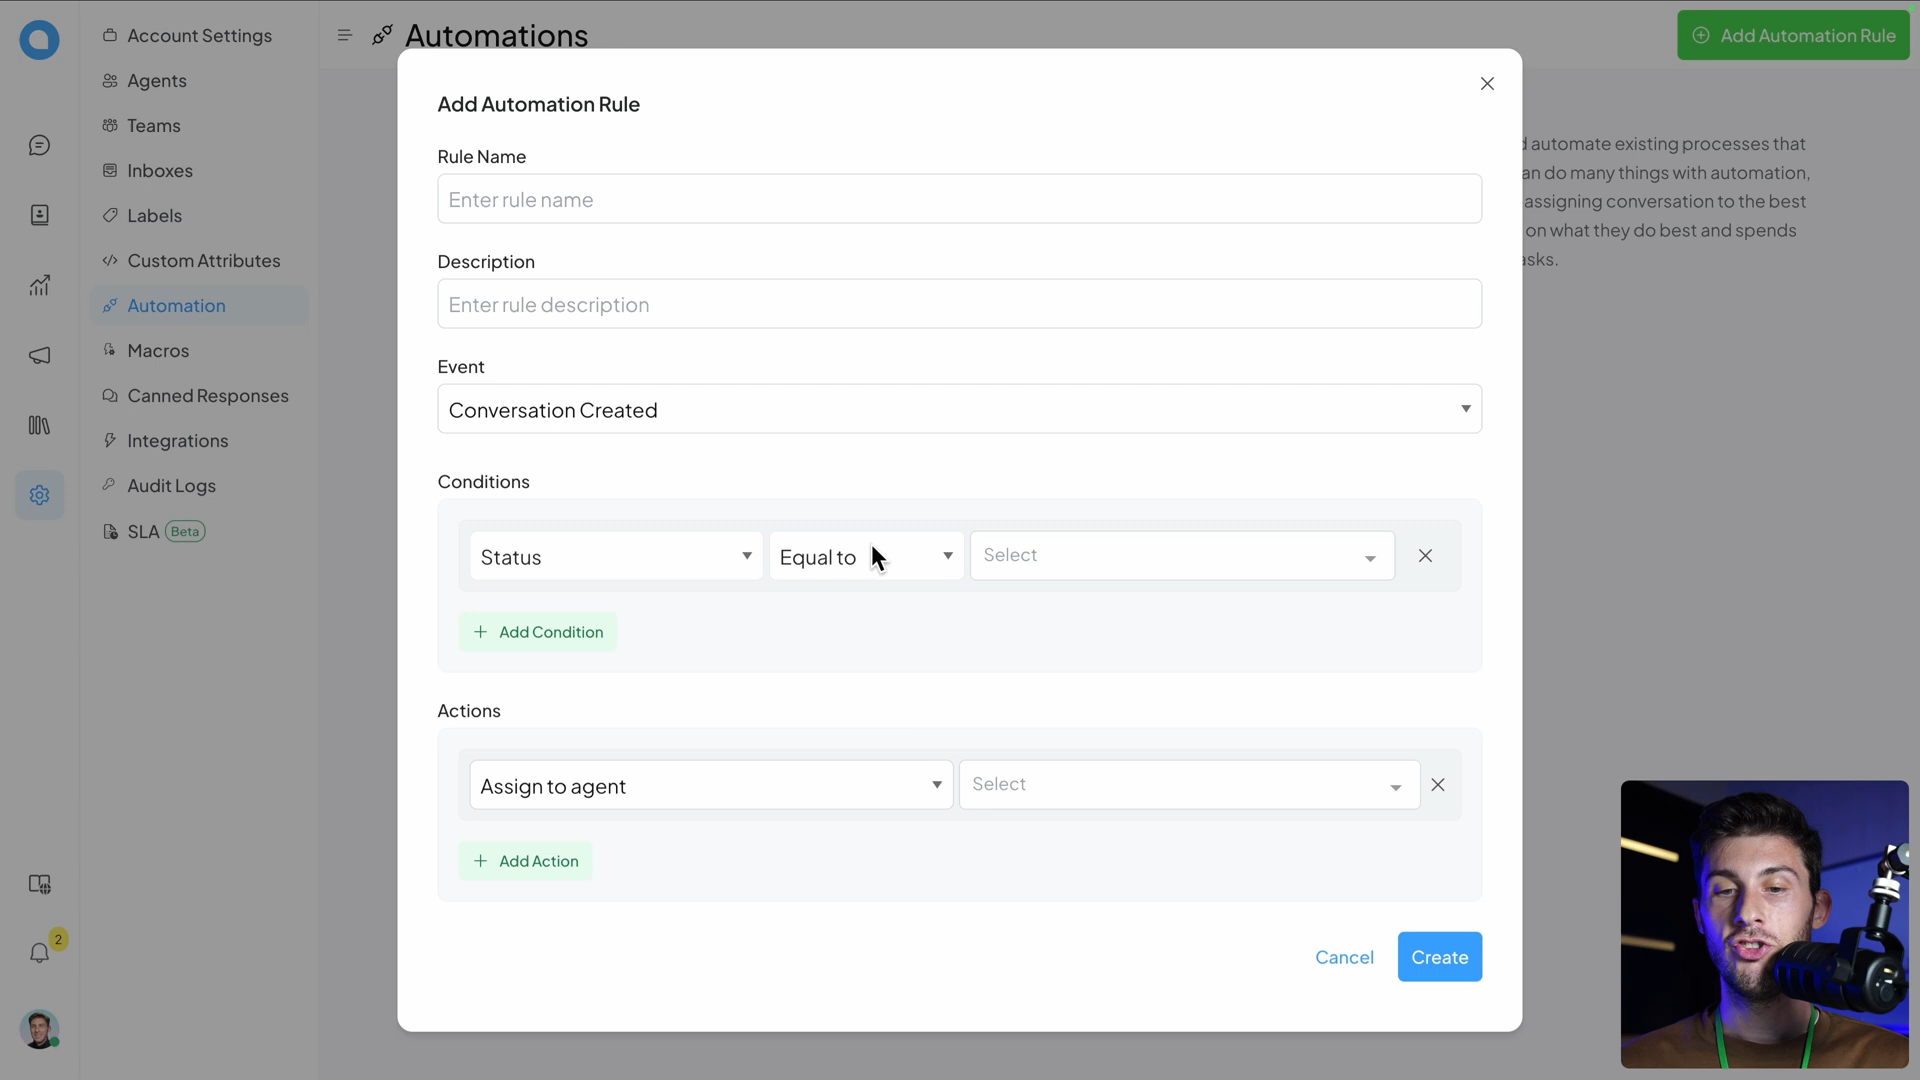 Account Settings
Agents
Teams
Inboxes
Labels
Custom Attributes
Automation
Macros
Canned Responses
Integrations
Audit Logs
SLA Beta
2
Automations
Add Automation Rule
automate existing processes that
an do many things with automation,
assigning conversation to the best
on what they do best and spends
asks.
Add Automation Rule
Rule Name
Enter rule name
Description
Enter rule description
Event
Conversation Created
Conditions
Status
Equal to
Select
+ Add Condition
Actions
Assign to agent
Select
+ Add Action
Cancel
Create